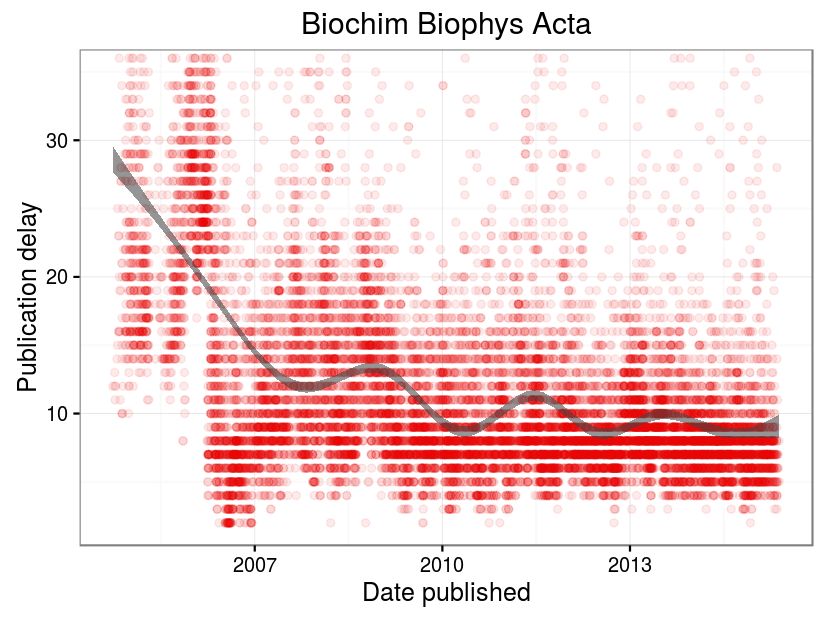 Biochim Biophys Acta
Publication delay
30
20
10
2007 2010 2013
Date published